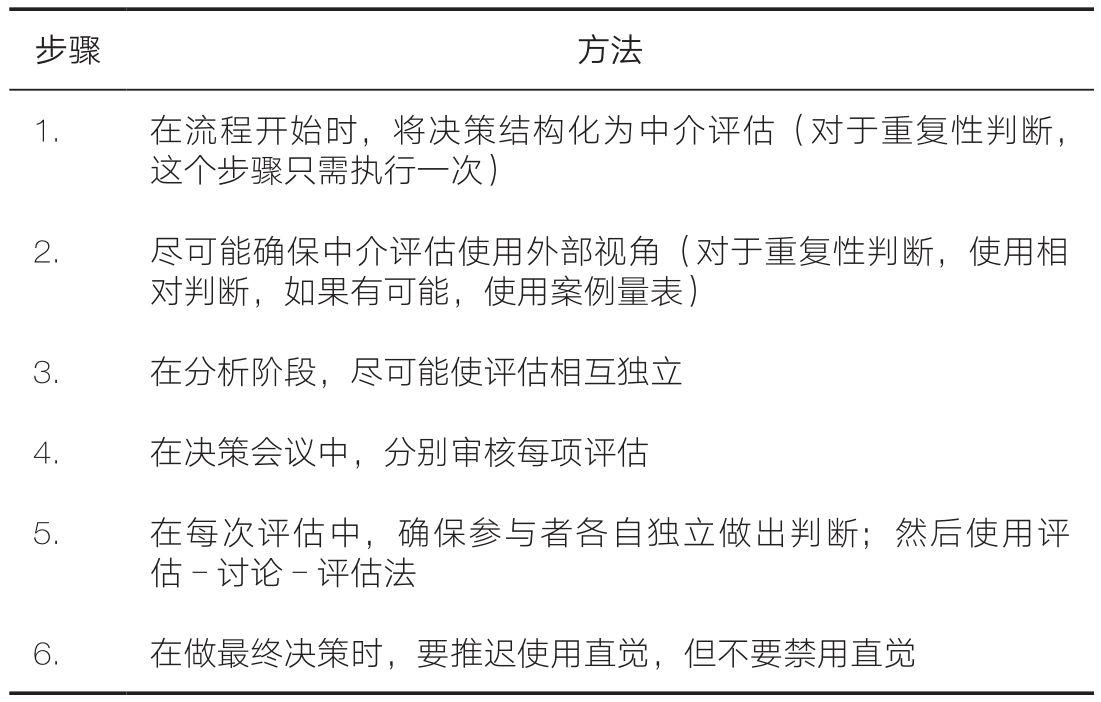 步骤 方法
1. 在流程开始时，将决策结构化为中介评估（对于重复性判断，
这个步骤只需执行一次）
2. 尽可能确保中介评估使用外部视角（对于重复性判断，使用相
对判断，如果有可能，使用案例量表）
3. 在分析阶段，尽可能使评估相互独立
4. 在决策会议中，分别审核每项评估
5. 在每次评估中，确保参与者各自独立做出判断；然后使用评
估－讨论－评估法
6. 在做最终决策时，要推迟使用直觉，但不要禁用直觉